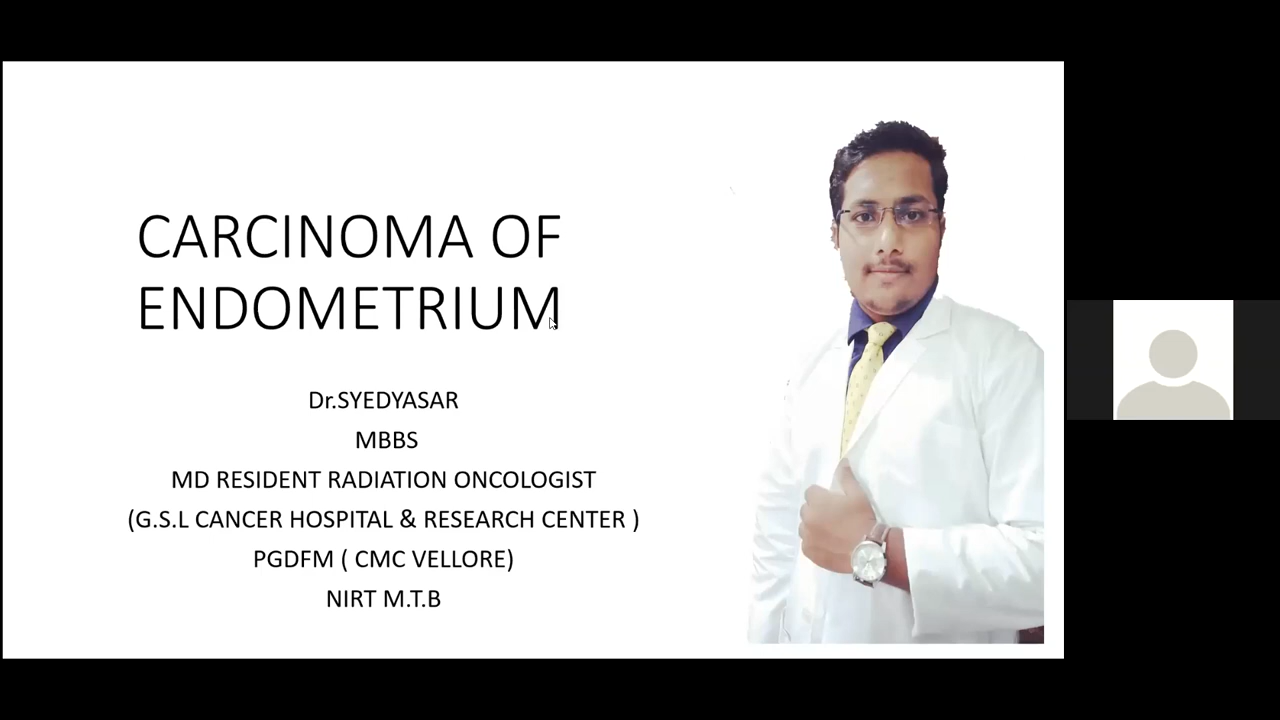 CARCINOMA OF
ENDOMETRIUM
Dr.SYEDYASAR
MBBS
MD RESIDENT RADIATION ONCOLOGIST
(G.S.L CANCER HOSPITAL & RESEARCH CENTER )
PGDFM ( CMC VELLORE)
NIRT M.T.B